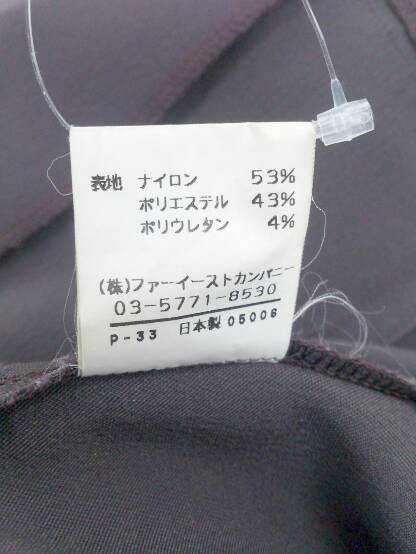 表地 ナイロン 53%
ポリエステル 43%
ポリウレタン 4%
(株)ファーイーストカンパニー
03-5771-8530
P-33 日本製 05006